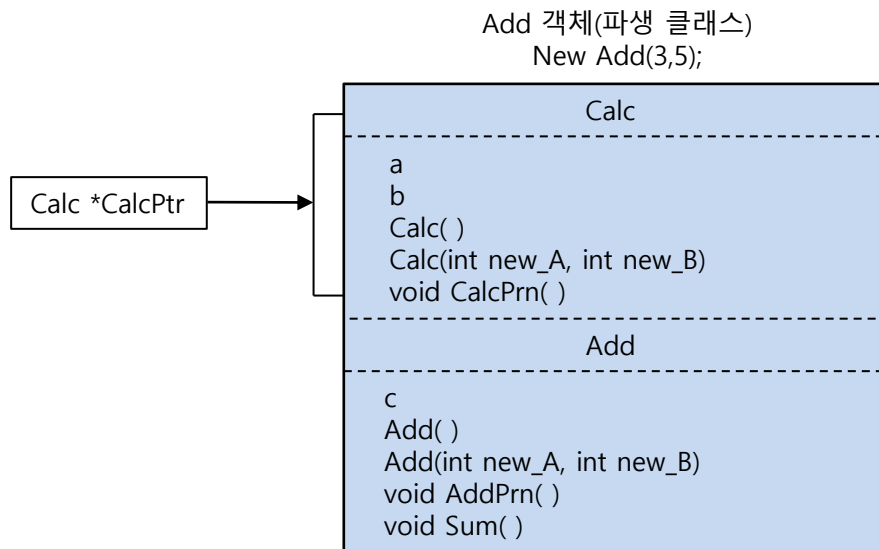 Add 객체(파생 클래스)
New Add(3,5);
Calc
Calc *CalcPtr
a
b
Calc( )
Calc(int new_A, int new_B)
void CalcPrn( )
Add
c
Add( )
Add(int new_A, int new_B)
void AddPrn( )
void Sum( )